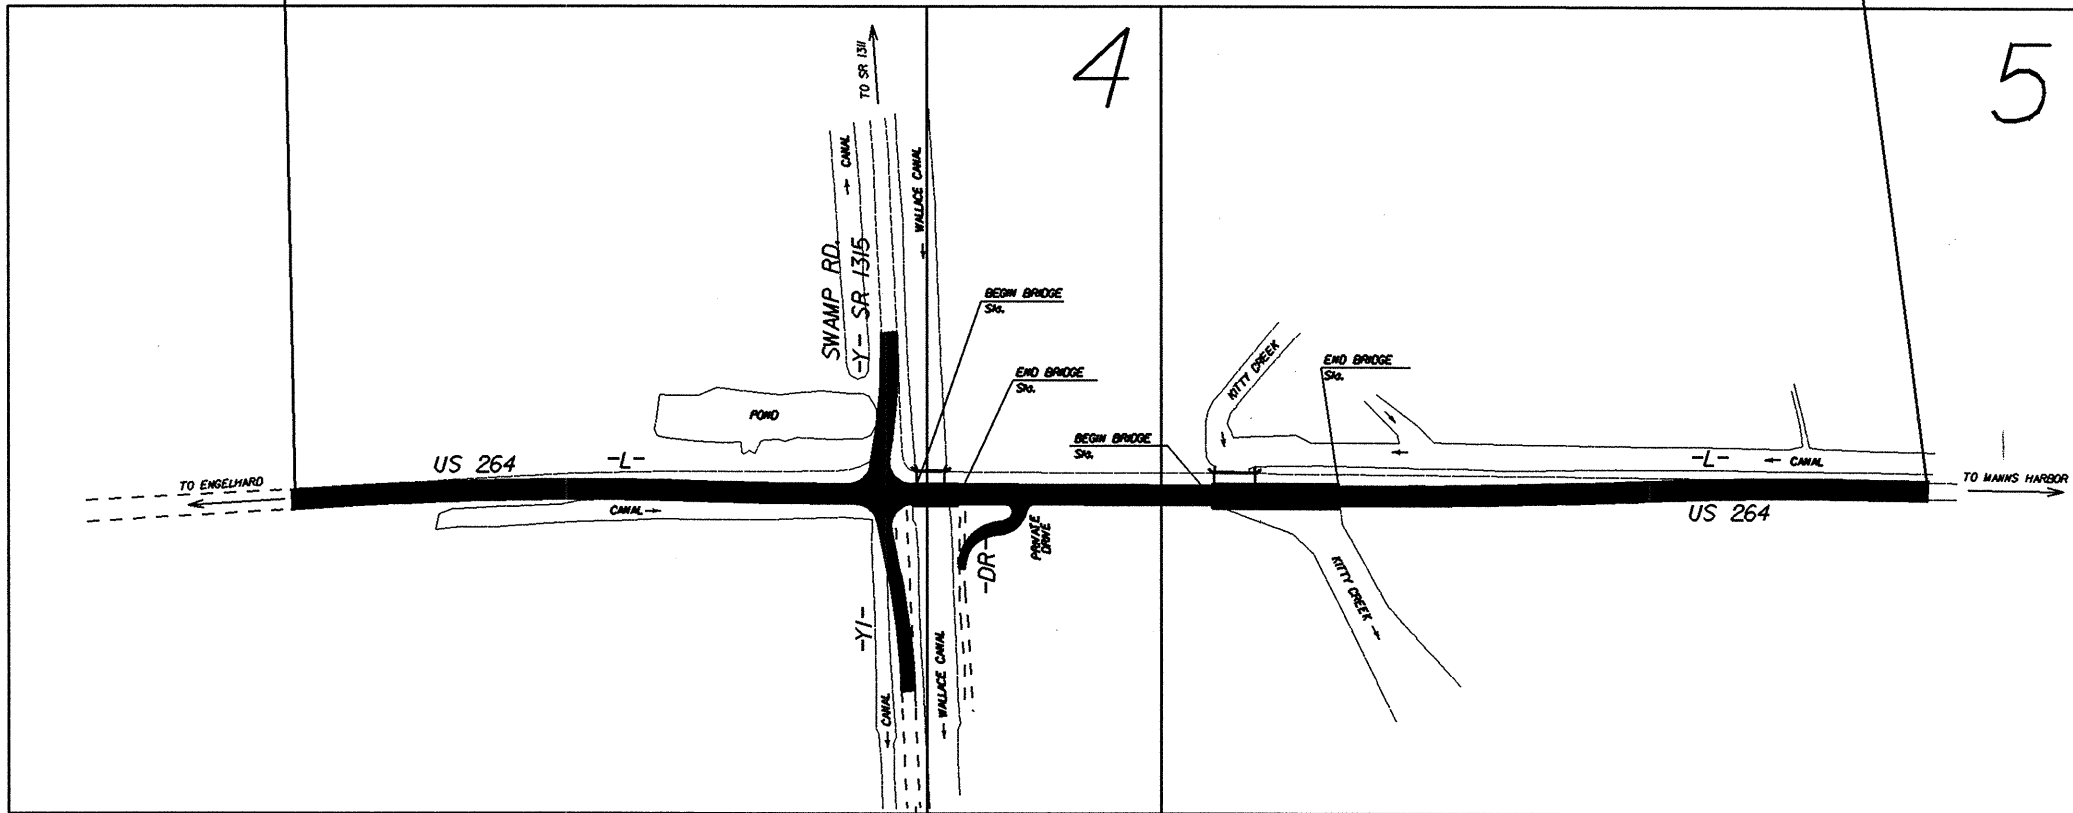 4
5
TO SR 1311
CANAL
WALLACE CANAL
SWAMP RD.
-Y- SR 1315
BEGIN BRIDGE
Sta.
END BRIDGE
Sta.
KITTY CREEK
END BRIDGE
Sta.
POND
BEGIN BRIDGE
Sta.
US 264
-L-
-L-
CANAL
TO ENGELHARD
TO MANNS HARBOR
CANAL
US 264
PRIVATE
DRIVE
-DR-
KITTY CREEK
-Y1-
WALLACE CANAL
CANAL